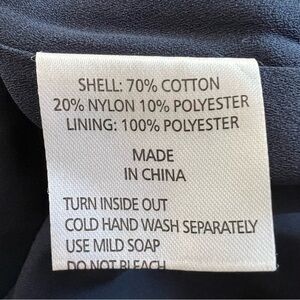 SHELL: 70% COTTON
20% NYLON 10% POLYESTER
LINING: 100% POLYESTER
MADE
IN CHINA
TURN INSIDE OUT
COLD HAND WASH SEPARATELY
USE MILD SOAP
DO NOT BLEACH